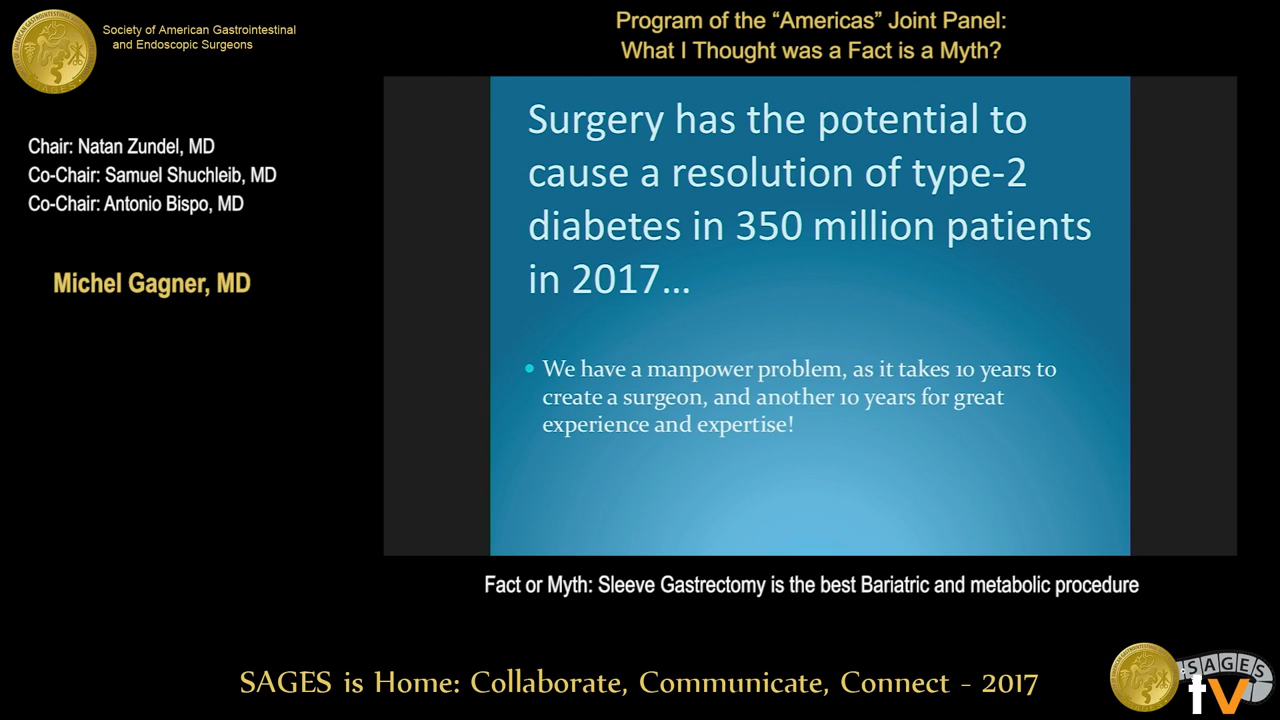 Society of American Gastrointestinal
and Endoscopic Surgeons
Program of the “Americas” Joint Panel:
What I Thought was a Fact is a Myth?
Chair: Natan Zundel, MD
Co-Chair: Samuel Shuchleib, MD
Co-Chair: Antonio Bispo, MD
Michel Gagner, MD
Surgery has the potential to
cause a resolution of type-2
diabetes in 350 million patients
in 2017...
• We have a manpower problem, as it takes 10 years to
create a surgeon, and another 10 years for great
experience and expertise!
Fact or Myth: Sleeve Gastrectomy is the best Bariatric and metabolic procedure
SAGES is Home: Collaborate, Communicate, Connect - 2017
SAGES
tv